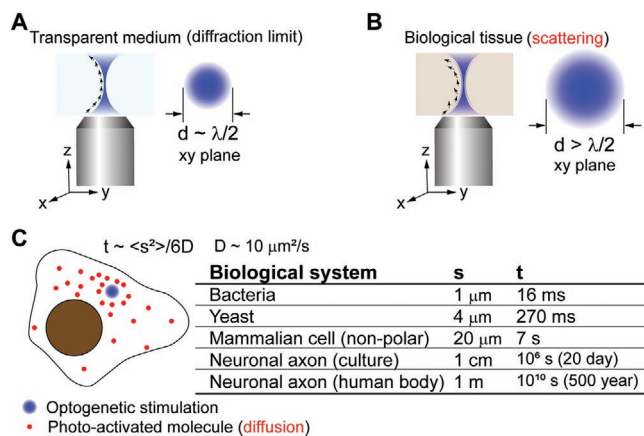 A
Transparent medium (diffraction limit)
d ~ λ/2
xy plane
z
y
x
B
Biological tissue (scattering)
d > λ/2
xy plane
z
y
x
C
t ~ <s²>/6D D ~ 10 μm²/s
Biological system s t
Bacteria 1 μm 16 ms
Yeast 4 μm 270 ms
Mammalian cell (non-polar) 20 μm 7 s
Neuronal axon (culture) 1 cm 10⁶ s (20 day)
Neuronal axon (human body) 1 m 10¹⁰ s (500 year)
Optogenetic stimulation
Photo-activated molecule (diffusion)